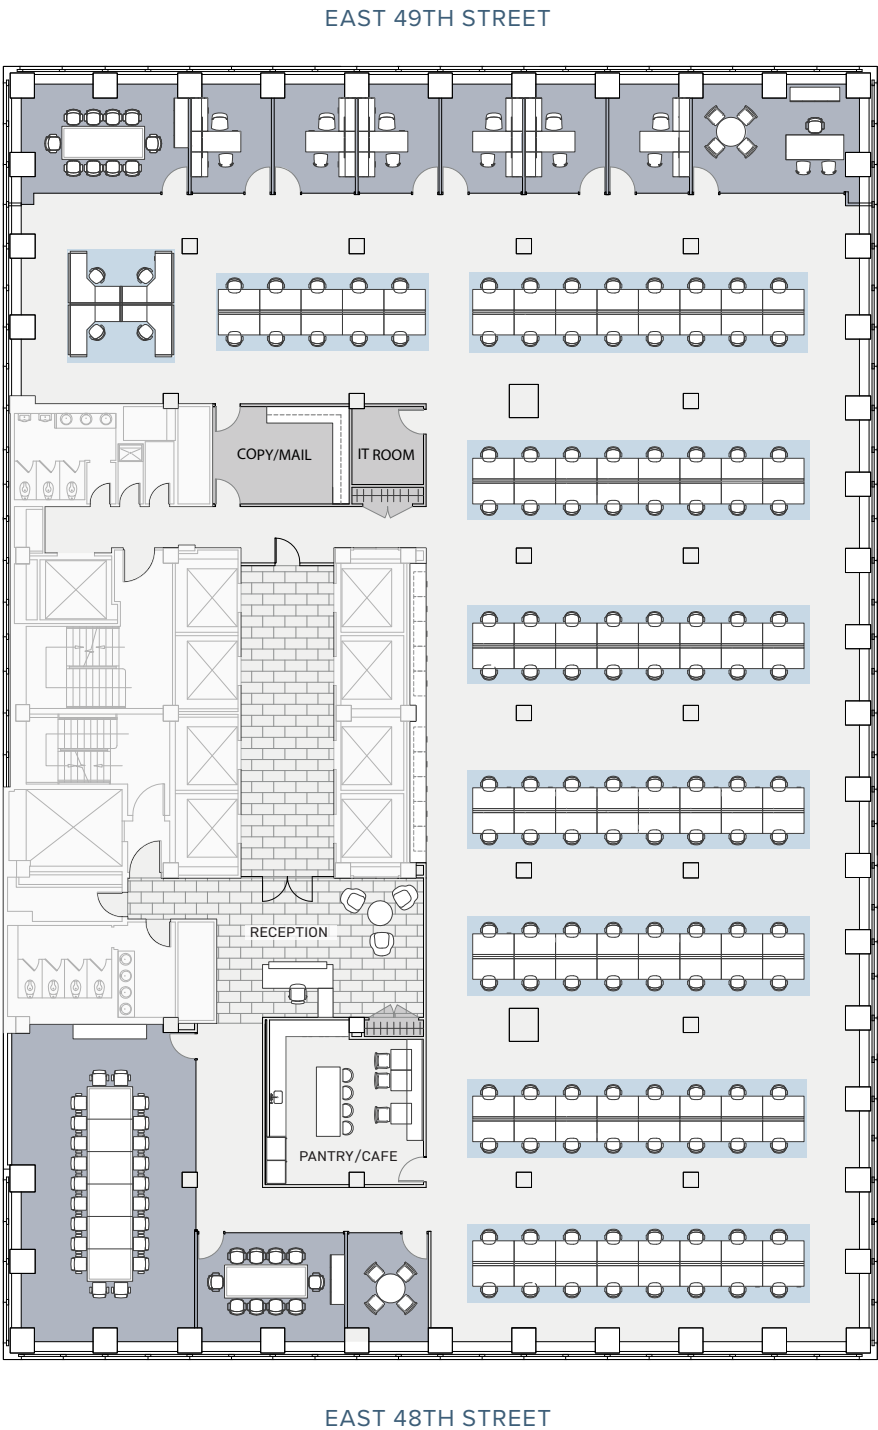 EAST 49TH STREET
COPY/MAIL
IT ROOM
RECEPTION
PANTRY/CAFE
EAST 48TH STREET